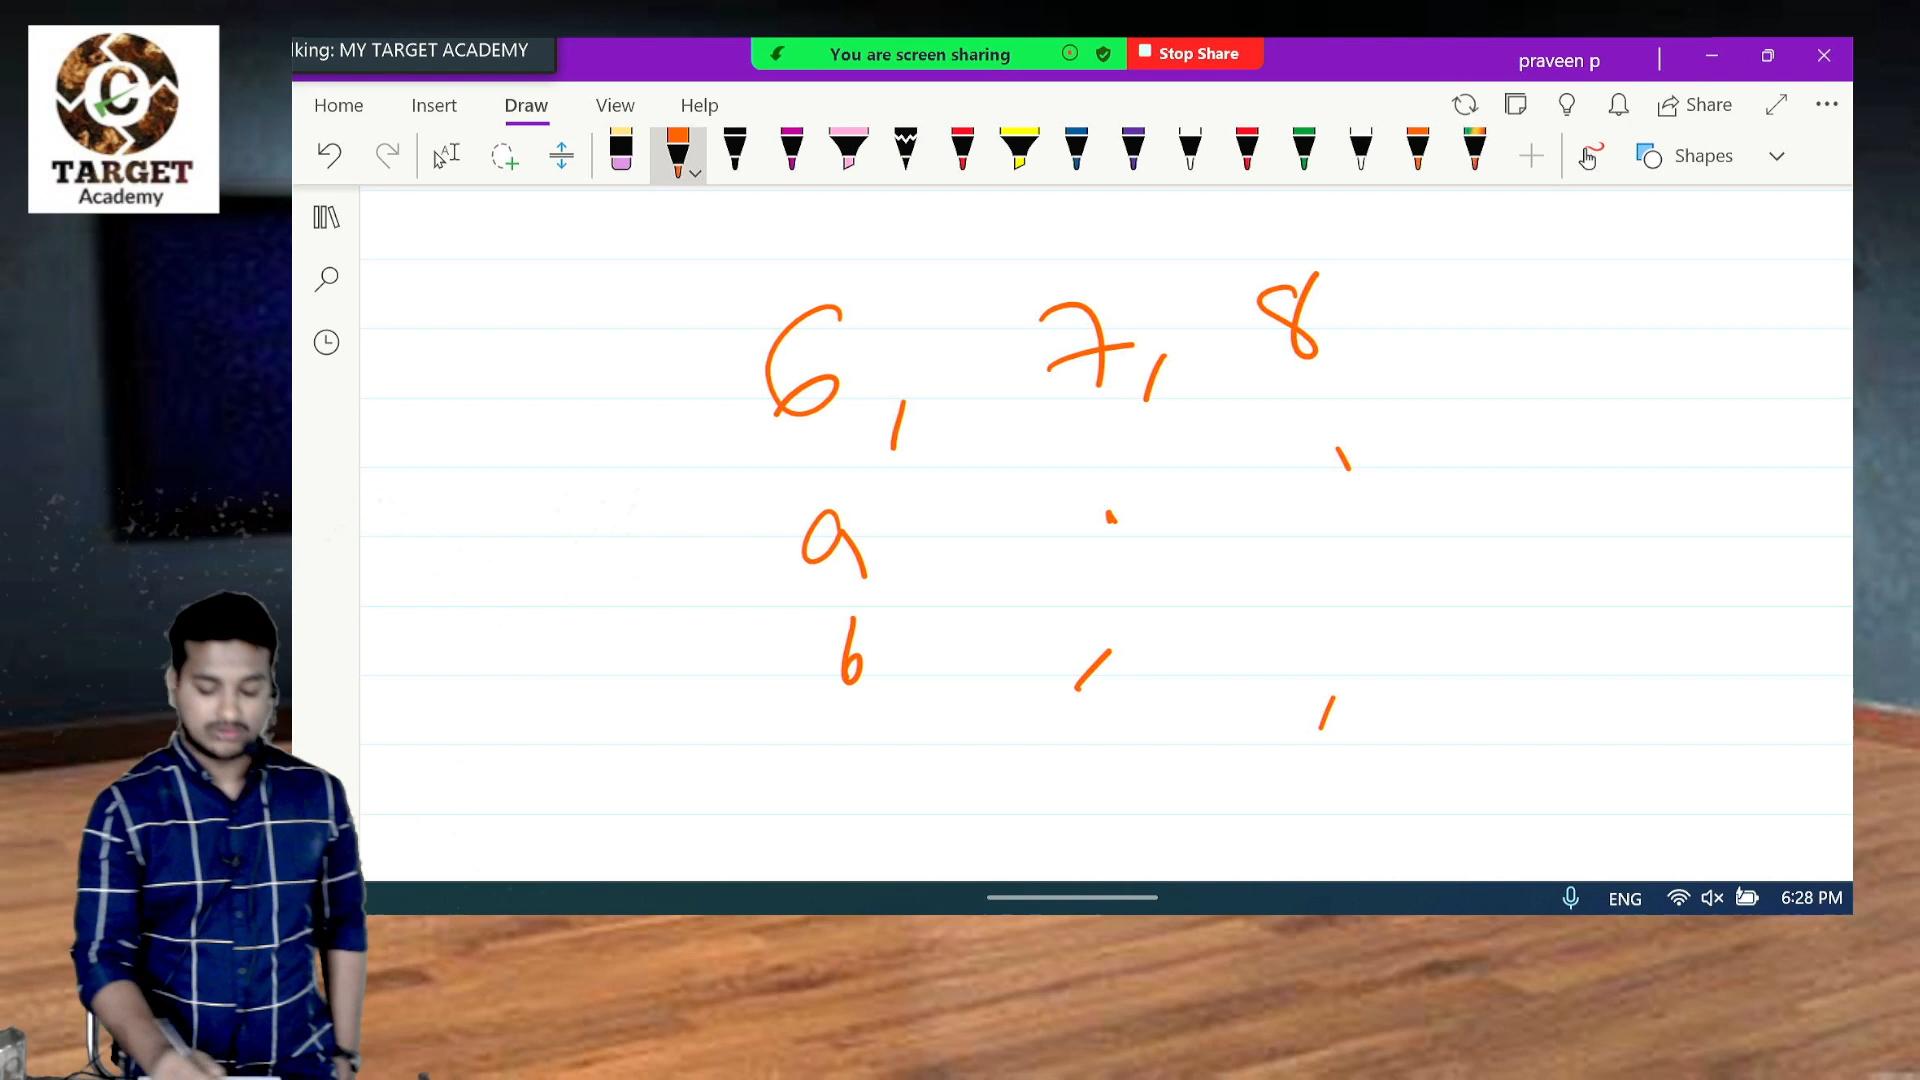 TARGET
Academy
lking: MY TARGET ACADEMY
You are screen sharing
Stop Share
praveen p
Home Insert Draw View Help
Share
Shapes
6, 7, 8
a
b
ENG
6:28 PM